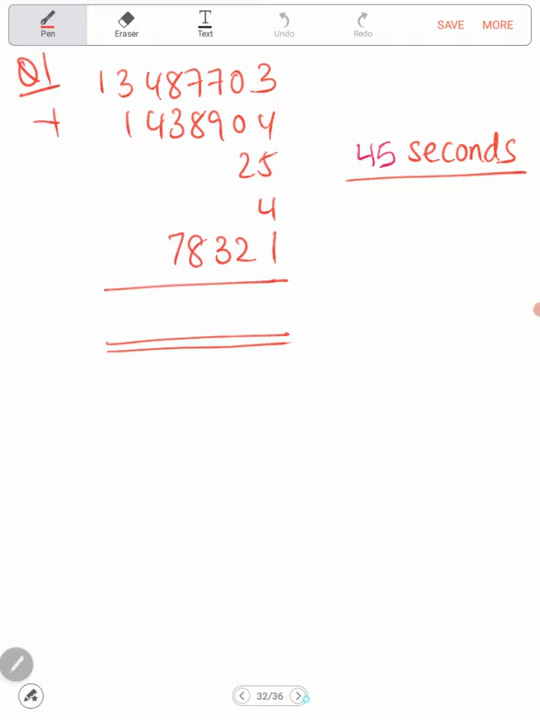 Pen Eraser Text Undo Redo SAVE MORE
Q1 13487703
+ 1438904
25
45 seconds
4
78321
32/36